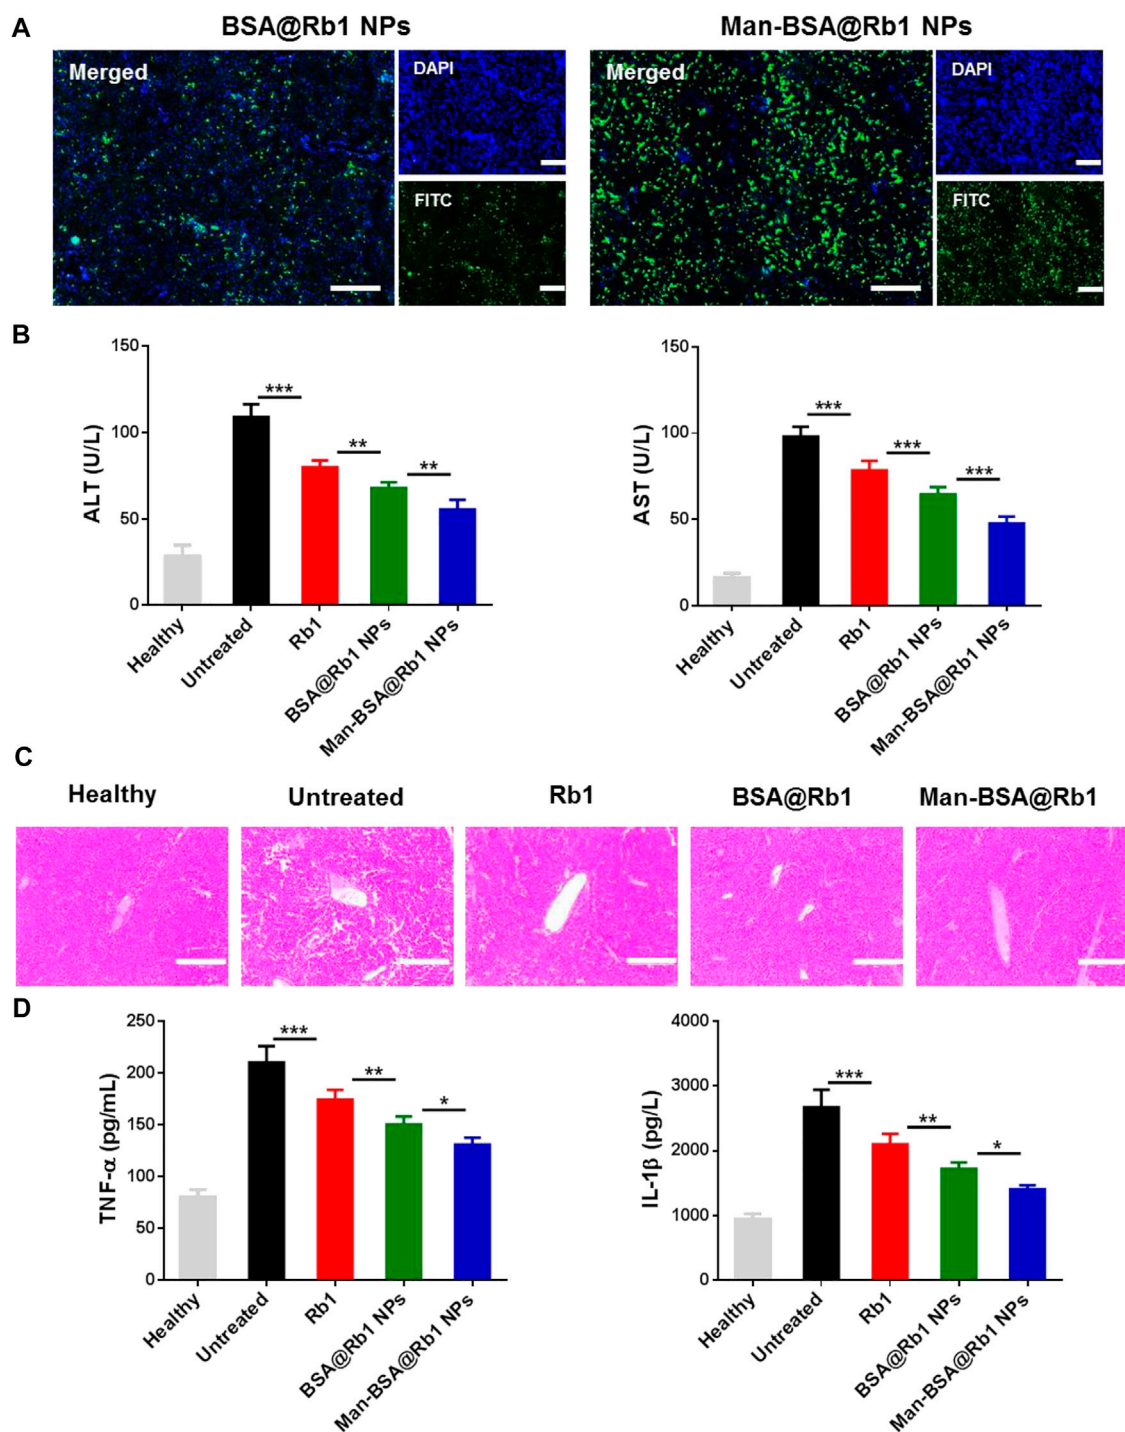 A
BSA@Rb1 NPs
Man-BSA@Rb1 NPs
Merged
DAPI
FITC
Merged
DAPI
FITC
B
150
100
50
0
ALT (U/L)
***
**
**
Healthy
Untreated
Rb1
BSA@Rb1 NPs
Man-BSA@Rb1 NPs
150
100
50
0
AST (U/L)
***
***
***
Healthy
Untreated
Rb1
BSA@Rb1 NPs
Man-BSA@Rb1 NPs
C
Healthy
Untreated
Rb1
BSA@Rb1
Man-BSA@Rb1
D
250
200
150
100
50
0
TNF-α (pg/mL)
***
**
*
Healthy
Untreated
Rb1
BSA@Rb1 NPs
Man-BSA@Rb1 NPs
4000
3000
2000
1000
0
IL-1β (pg/L)
***
**
*
Healthy
Untreated
Rb1
BSA@Rb1 NPs
Man-BSA@Rb1 NPs